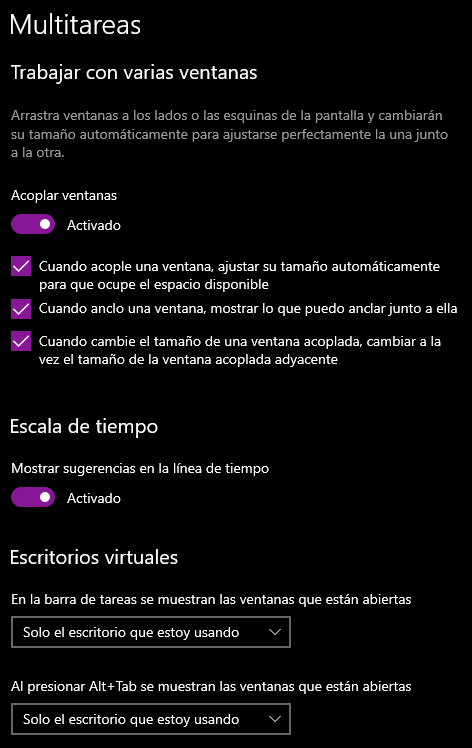 Multitareas
Trabajar con varias ventanas
Arrastra ventanas a los lados o las esquinas de la pantalla y cambiarán
su tamaño automáticamente para ajustarse perfectamente la una junto
a la otra.
Acoplar ventanas
Activado
Cuando acople una ventana, ajustar su tamaño automáticamente
para que ocupe el espacio disponible
Cuando anclo una ventana, mostrar lo que puedo anclar junto a ella
Cuando cambie el tamaño de una ventana acoplada, cambiar a la
vez el tamaño de la ventana acoplada adyacente
Escala de tiempo
Mostrar sugerencias en la línea de tiempo
Activado
Escritorios virtuales
En la barra de tareas se muestran las ventanas que están abiertas
Solo el escritorio que estoy usando
Al presionar Alt+Tab se muestran las ventanas que están abiertas
Solo el escritorio que estoy usando